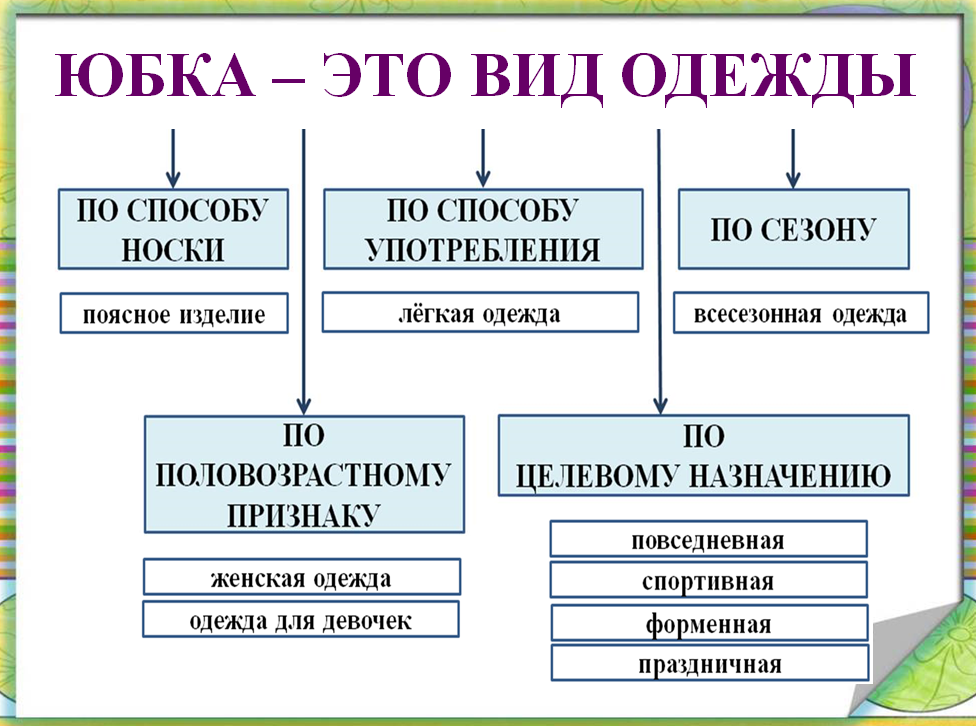 ЮБКА – ЭТО ВИД ОДЕЖДЫ
ПО СПОСОБУ
НОСКИ
поясное изделие
ПО СПОСОБУ
УПОТРЕБЛЕНИЯ
лёгкая одежда
ПО СЕЗОНУ
всесезонная одежда
ПО
ПОЛОВОЗРАСТНОМУ
ПРИЗНАКУ
женская одежда
одежда для девочек
ПО
ЦЕЛЕВОМУ НАЗНАЧЕНИЮ
повседневная
спортивная
форменная
праздничная